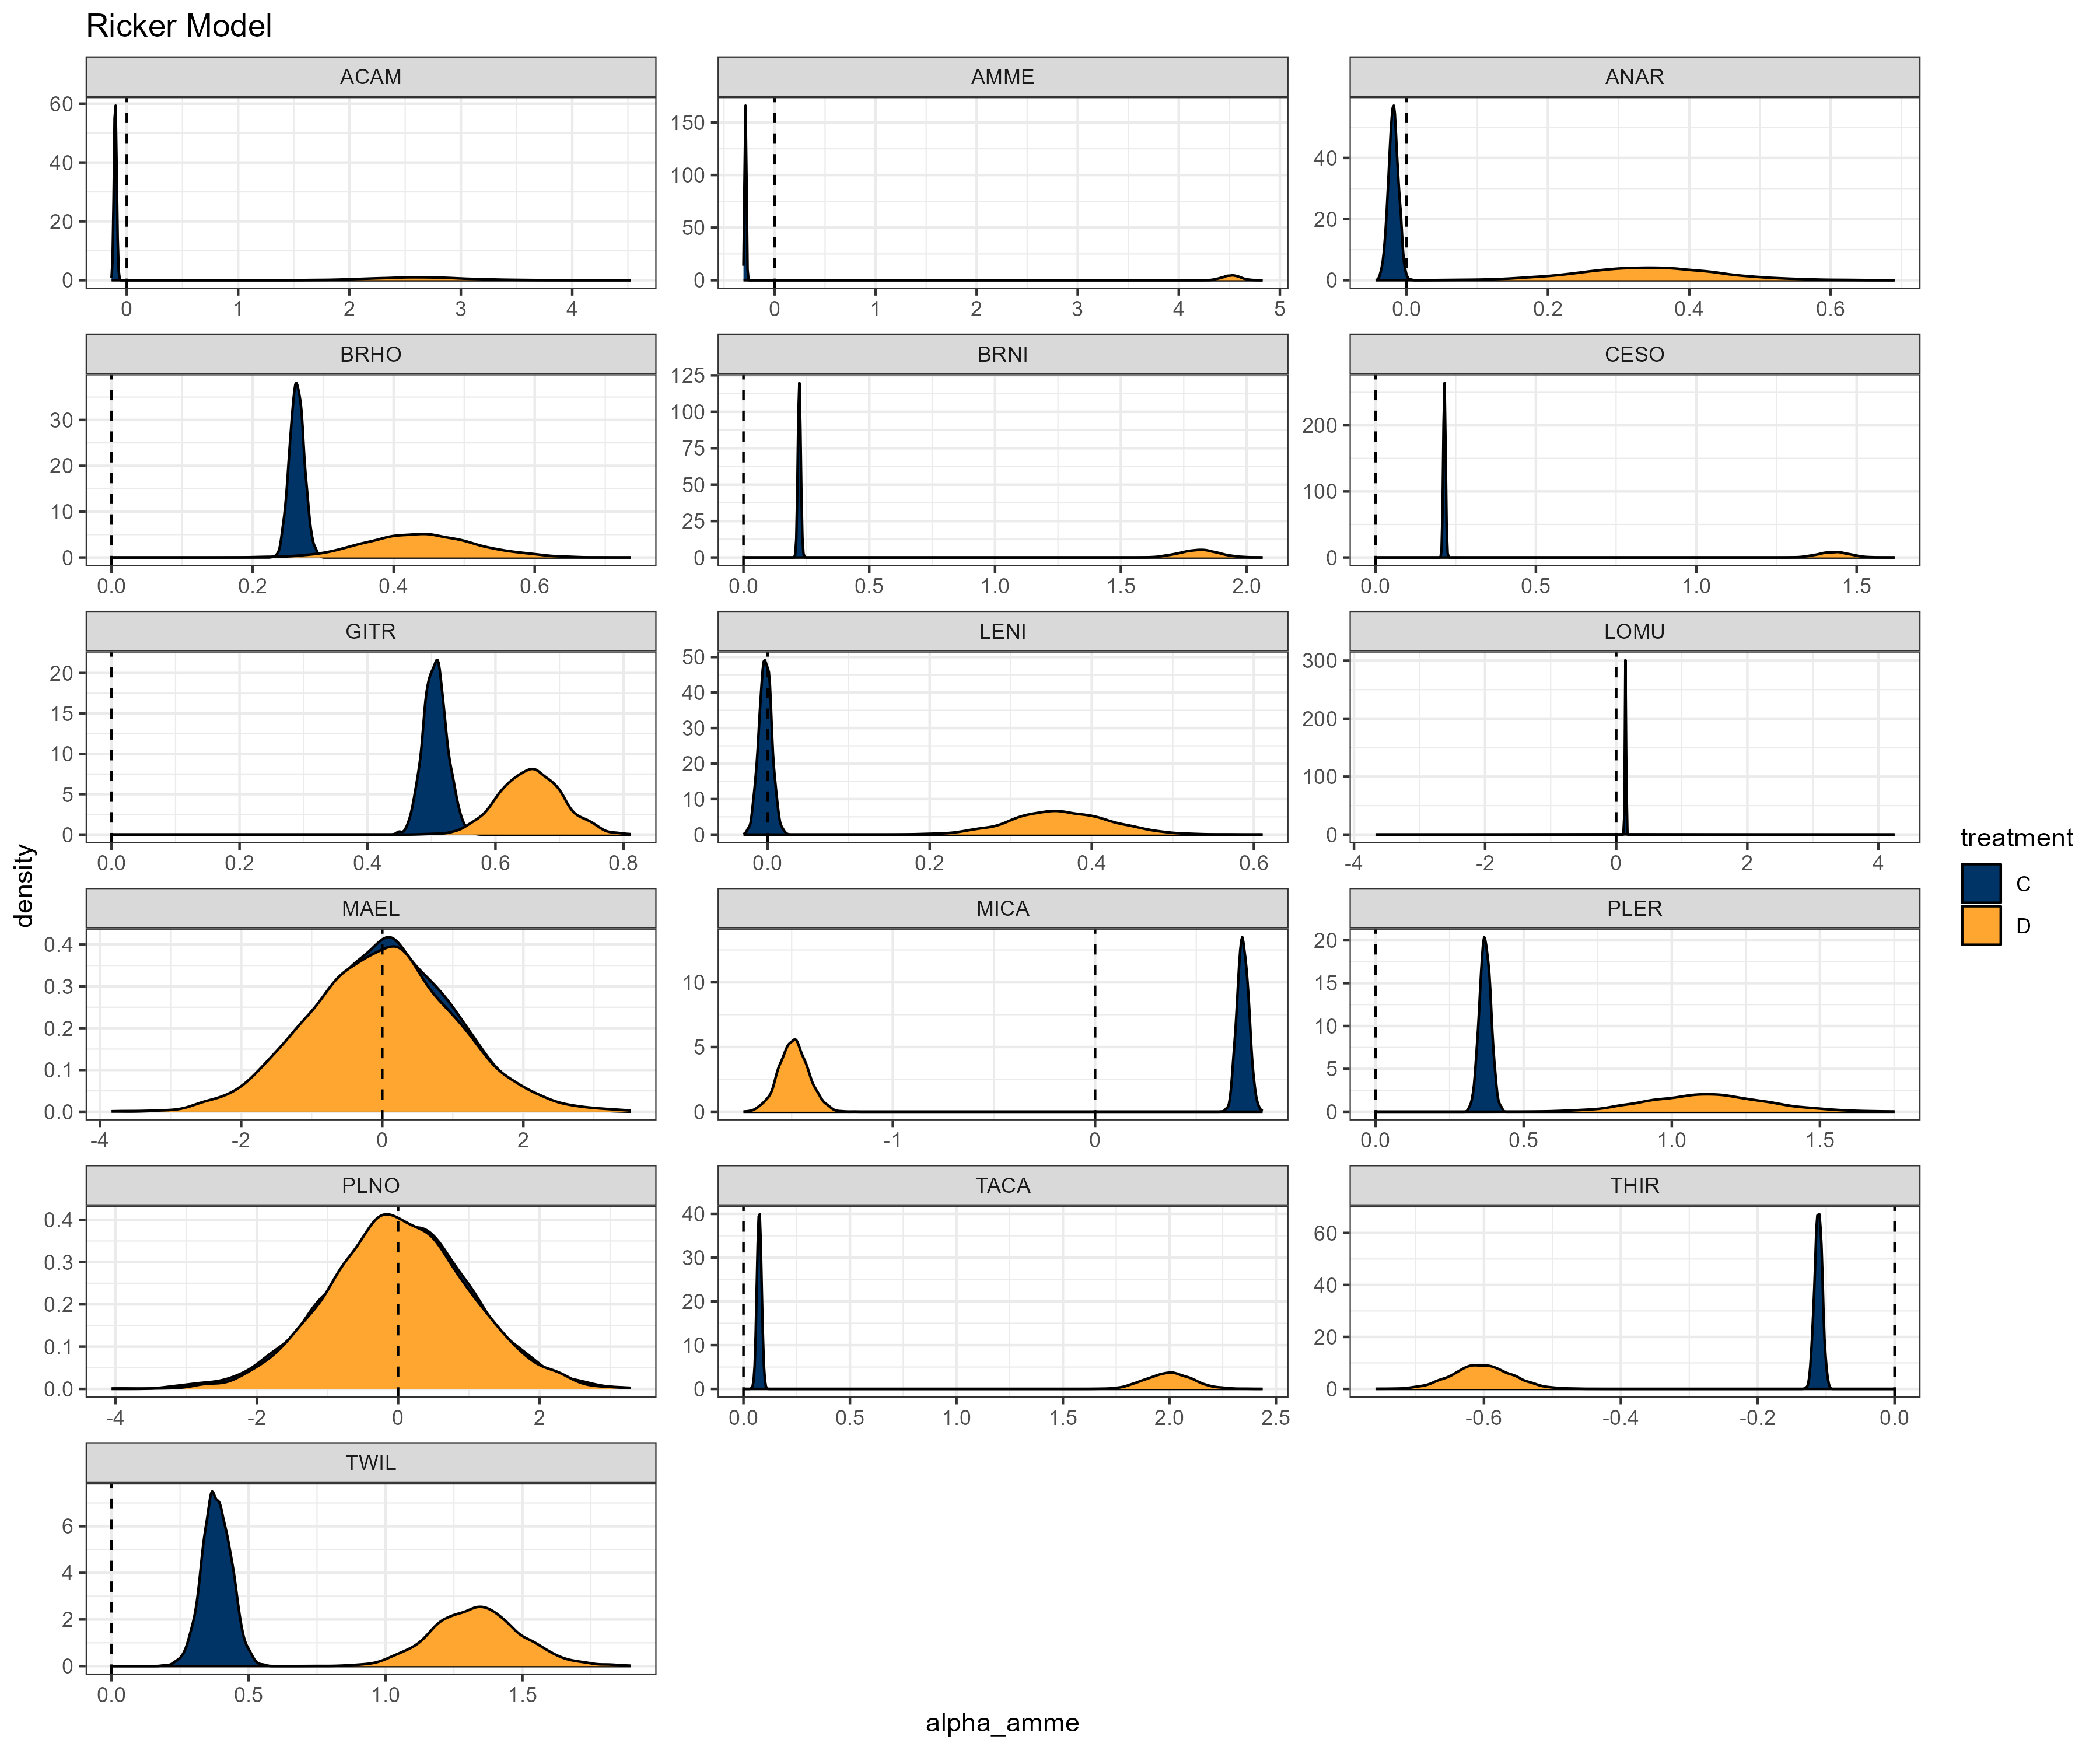 Ricker Model
ACAM AMME ANAR
60
40
20
0
0 1 2 3 4
150
100
50
0
0 1 2 3 4 5
40
20
0
0.0 0.2 0.4 0.6
BRHO BRNI CESO
30
20
10
0
0.0 0.2 0.4 0.6
125
100
75
50
25
0
0.0 0.5 1.0 1.5 2.0
200
100
0
0.0 0.5 1.0 1.5
GITR LENI LOMU
20
15
10
5
0
0.0 0.2 0.4 0.6 0.8
50
40
30
20
10
0
0.0 0.2 0.4 0.6
300
200
100
0
-4 -2 0 2 4
MAEL MICA PLER
0.4
0.3
0.2
0.1
0.0
-4 -2 0 2
10
5
0
-1 0
20
15
10
5
0
0.0 0.5 1.0 1.5
PLNO TACA THIR
0.4
0.3
0.2
0.1
0.0
-4 -2 0 2
40
30
20
10
0
0.0 0.5 1.0 1.5 2.0 2.5
60
40
20
0
-0.6 -0.4 -0.2 0.0
TWIL
6
4
2
0
0.0 0.5 1.0 1.5
density
alpha_amme
treatment
C
D